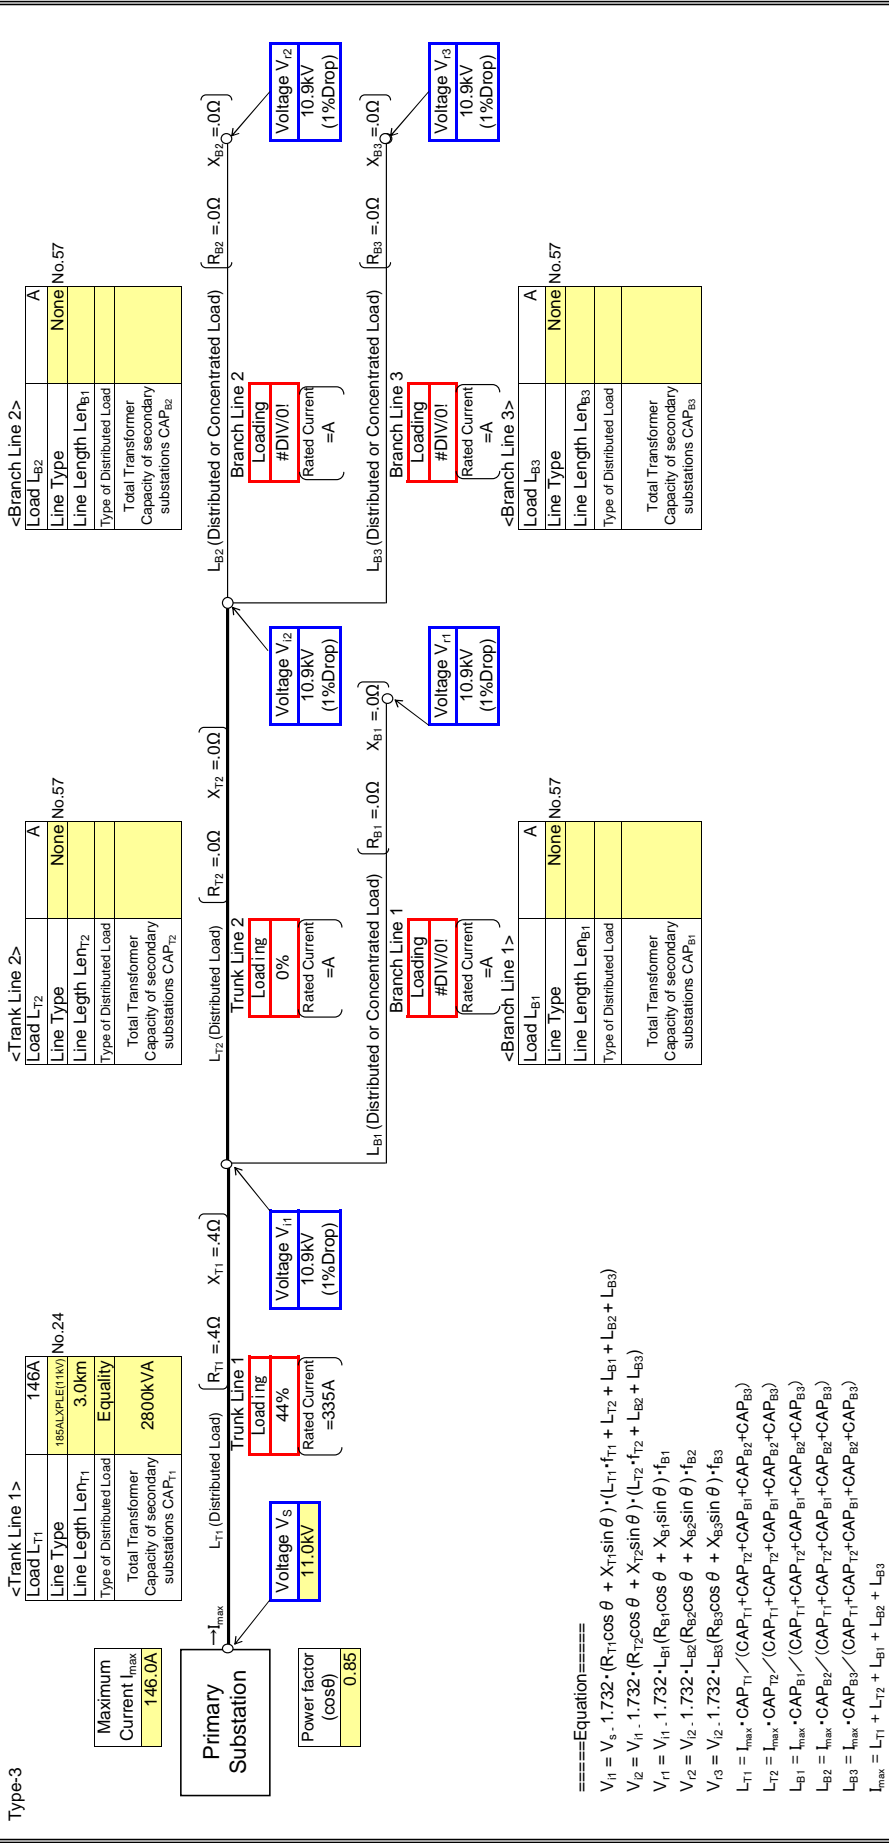 Type-3
<Trank Line 1>
Load L_T1 146A
Line Type 185ALXPLE(11kV) No.24
Line Legth Len_T1 3.0km
Type of Distributed Load Equality
Total Transformer
Capacity of secondary
substations CAP_T1
2800kVA
<Trank Line 2>
Load L_T2 A
Line Type None No.57
Line Legth Len_T2
Type of Distributed Load
Total Transformer
Capacity of secondary
substations CAP_T2
<Branch Line 2>
Load L_B2 A
Line Type None No.57
Line Length Len_B1
Type of Distributed Load
Total Transformer
Capacity of secondary
substations CAP_B2
Maximum
Current I_max
146.0A
Primary
Substation
→I_max
Power factor
(cosθ)
0.85
Voltage V_S
11.0kV
L_T1 (Distributed Load)
R_T1 =.4Ω X_T1 =.4Ω
Trunk Line 1
Loading
44%
Rated Current
=335A
Voltage V_i1
10.9kV
(1%Drop)
L_T2 (Distributed Load)
R_T2 =.0Ω X_T2 =.0Ω
Trunk Line 2
Loading
0%
Rated Current
=A
Voltage V_i2
10.9kV
(1%Drop)
L_B2 (Distributed or Concentrated Load)
R_B2 =.0Ω X_B2 =.0Ω
Branch Line 2
Loading
#DIV/0!
Rated Current
=A
Voltage V_r2
10.9kV
(1%Drop)
L_B1 (Distributed or Concentrated Load)
R_B1 =.0Ω X_B1 =.0Ω
Branch Line 1
Loading
#DIV/0!
Rated Current
=A
Voltage V_r1
10.9kV
(1%Drop)
L_B3 (Distributed or Concentrated Load)
R_B3 =.0Ω X_B3 =.0Ω
Branch Line 3
Loading
#DIV/0!
Rated Current
=A
Voltage V_r3
10.9kV
(1%Drop)
<Branch Line 1>
Load L_B1 A
Line Type None No.57
Line Length Len_B1
Type of Distributed Load
Total Transformer
Capacity of secondary
substations CAP_B1
<Branch Line 3>
Load L_B3 A
Line Type None No.57
Line Length Len_B3
Type of Distributed Load
Total Transformer
Capacity of secondary
substations CAP_B3
=====Equation=====
V_i1 = V_s - 1.732・(R_T1cosθ + X_T1sinθ)・(L_T1・f_T1 + L_T2 + L_B1 + L_B2 + L_B3)
V_i2 = V_i1 - 1.732・(R_T2cosθ + X_T2sinθ)・(L_T2・f_T2 + L_B2 + L_B3)
V_r1 = V_i1 - 1.732・L_B1(R_B1cosθ + X_B1sinθ)・f_B1
V_r2 = V_i2 - 1.732・L_B2(R_B2cosθ + X_B2sinθ)・f_B2
V_r3 = V_i2 - 1.732・L_B3(R_B3cosθ + X_B3sinθ)・f_B3
L_T1 = I_max・CAP_T1／(CAP_T1+CAP_T2+CAP_B1+CAP_B2+CAP_B3)
L_T2 = I_max・CAP_T2／(CAP_T1+CAP_T2+CAP_B1+CAP_B2+CAP_B3)
L_B1 = I_max・CAP_B1／(CAP_T1+CAP_T2+CAP_B1+CAP_B2+CAP_B3)
L_B2 = I_max・CAP_B2／(CAP_T1+CAP_T2+CAP_B1+CAP_B2+CAP_B3)
L_B3 = I_max・CAP_B3／(CAP_T1+CAP_T2+CAP_B1+CAP_B2+CAP_B3)
I_max = L_T1 + L_T2 + L_B1 + L_B2 + L_B3